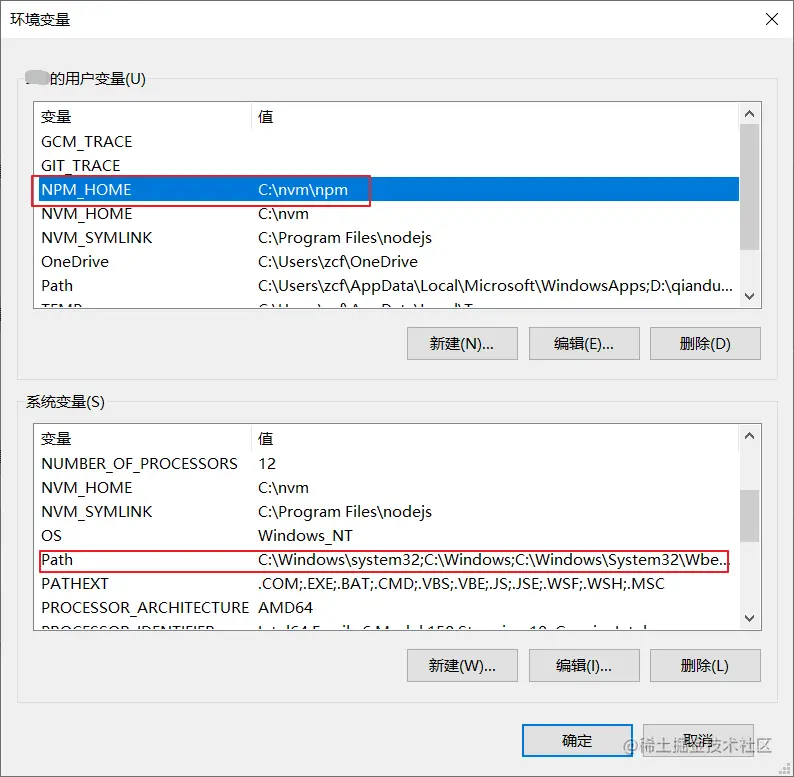 环境变量
的用户变量(U)
变量 值
GCM_TRACE
GIT_TRACE
NPM_HOME C:\nvm\npm
NVM_HOME C:\nvm
NVM_SYMLINK C:\Program Files\nodejs
OneDrive C:\Users\zcf\OneDrive
Path C:\Users\zcf\AppData\Local\Microsoft\WindowsApps;D:\qiandu...
新建(N)... 编辑(E)... 删除(D)
系统变量(S)
变量 值
NUMBER_OF_PROCESSORS 12
NVM_HOME C:\nvm
NVM_SYMLINK C:\Program Files\nodejs
OS Windows_NT
Path C:\Windows\system32;C:\Windows;C:\Windows\System32\Wbe...
PATHEXT .COM;.EXE;.BAT;.CMD;.VBS;.VBE;.JS;.JSE;.WSF;.WSH;.MSC
PROCESSOR_ARCHITECTURE AMD64
新建(W)... 编辑(I)... 删除(L)
确定 取消
@稀土掘金技术社区